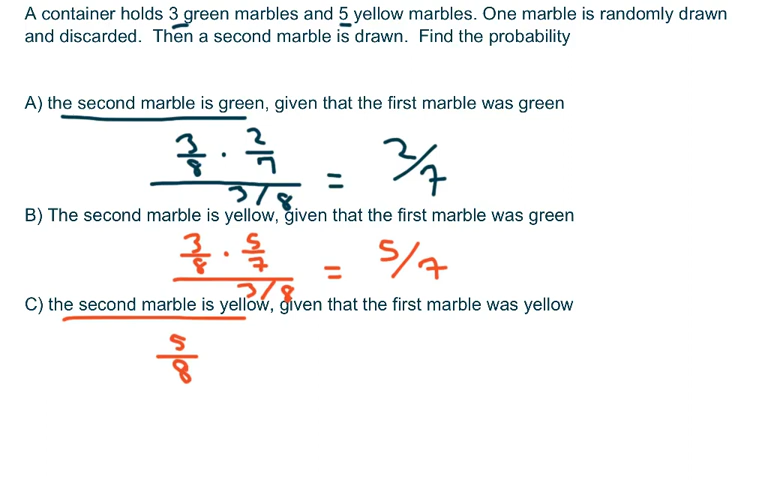 A container holds 3 green marbles and 5 yellow marbles. One marble is randomly drawn
and discarded. Then a second marble is drawn. Find the probability
A) the second marble is green, given that the first marble was green
3/8 · 2/7
3/8 = 2/7
B) The second marble is yellow, given that the first marble was green
3/8 · 5/7
3/8 = 5/7
C) the second marble is yellow, given that the first marble was yellow
5/8